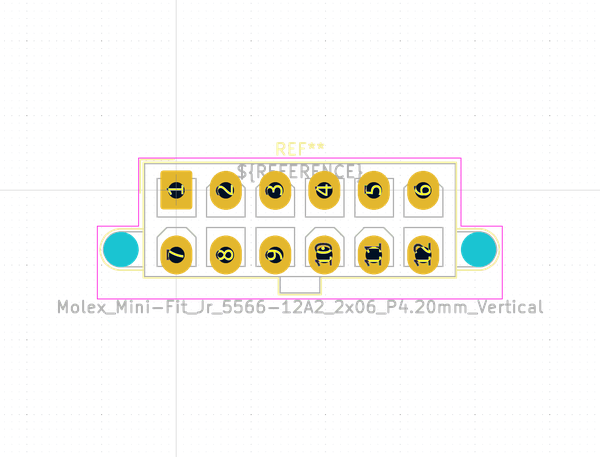 REF**
${REFERENCE}
1 2 3 4 5 6
7 8 9 10 11 12
Molex_Mini-Fit_Jr_5566-12A2_2x06_P4.20mm_Vertical